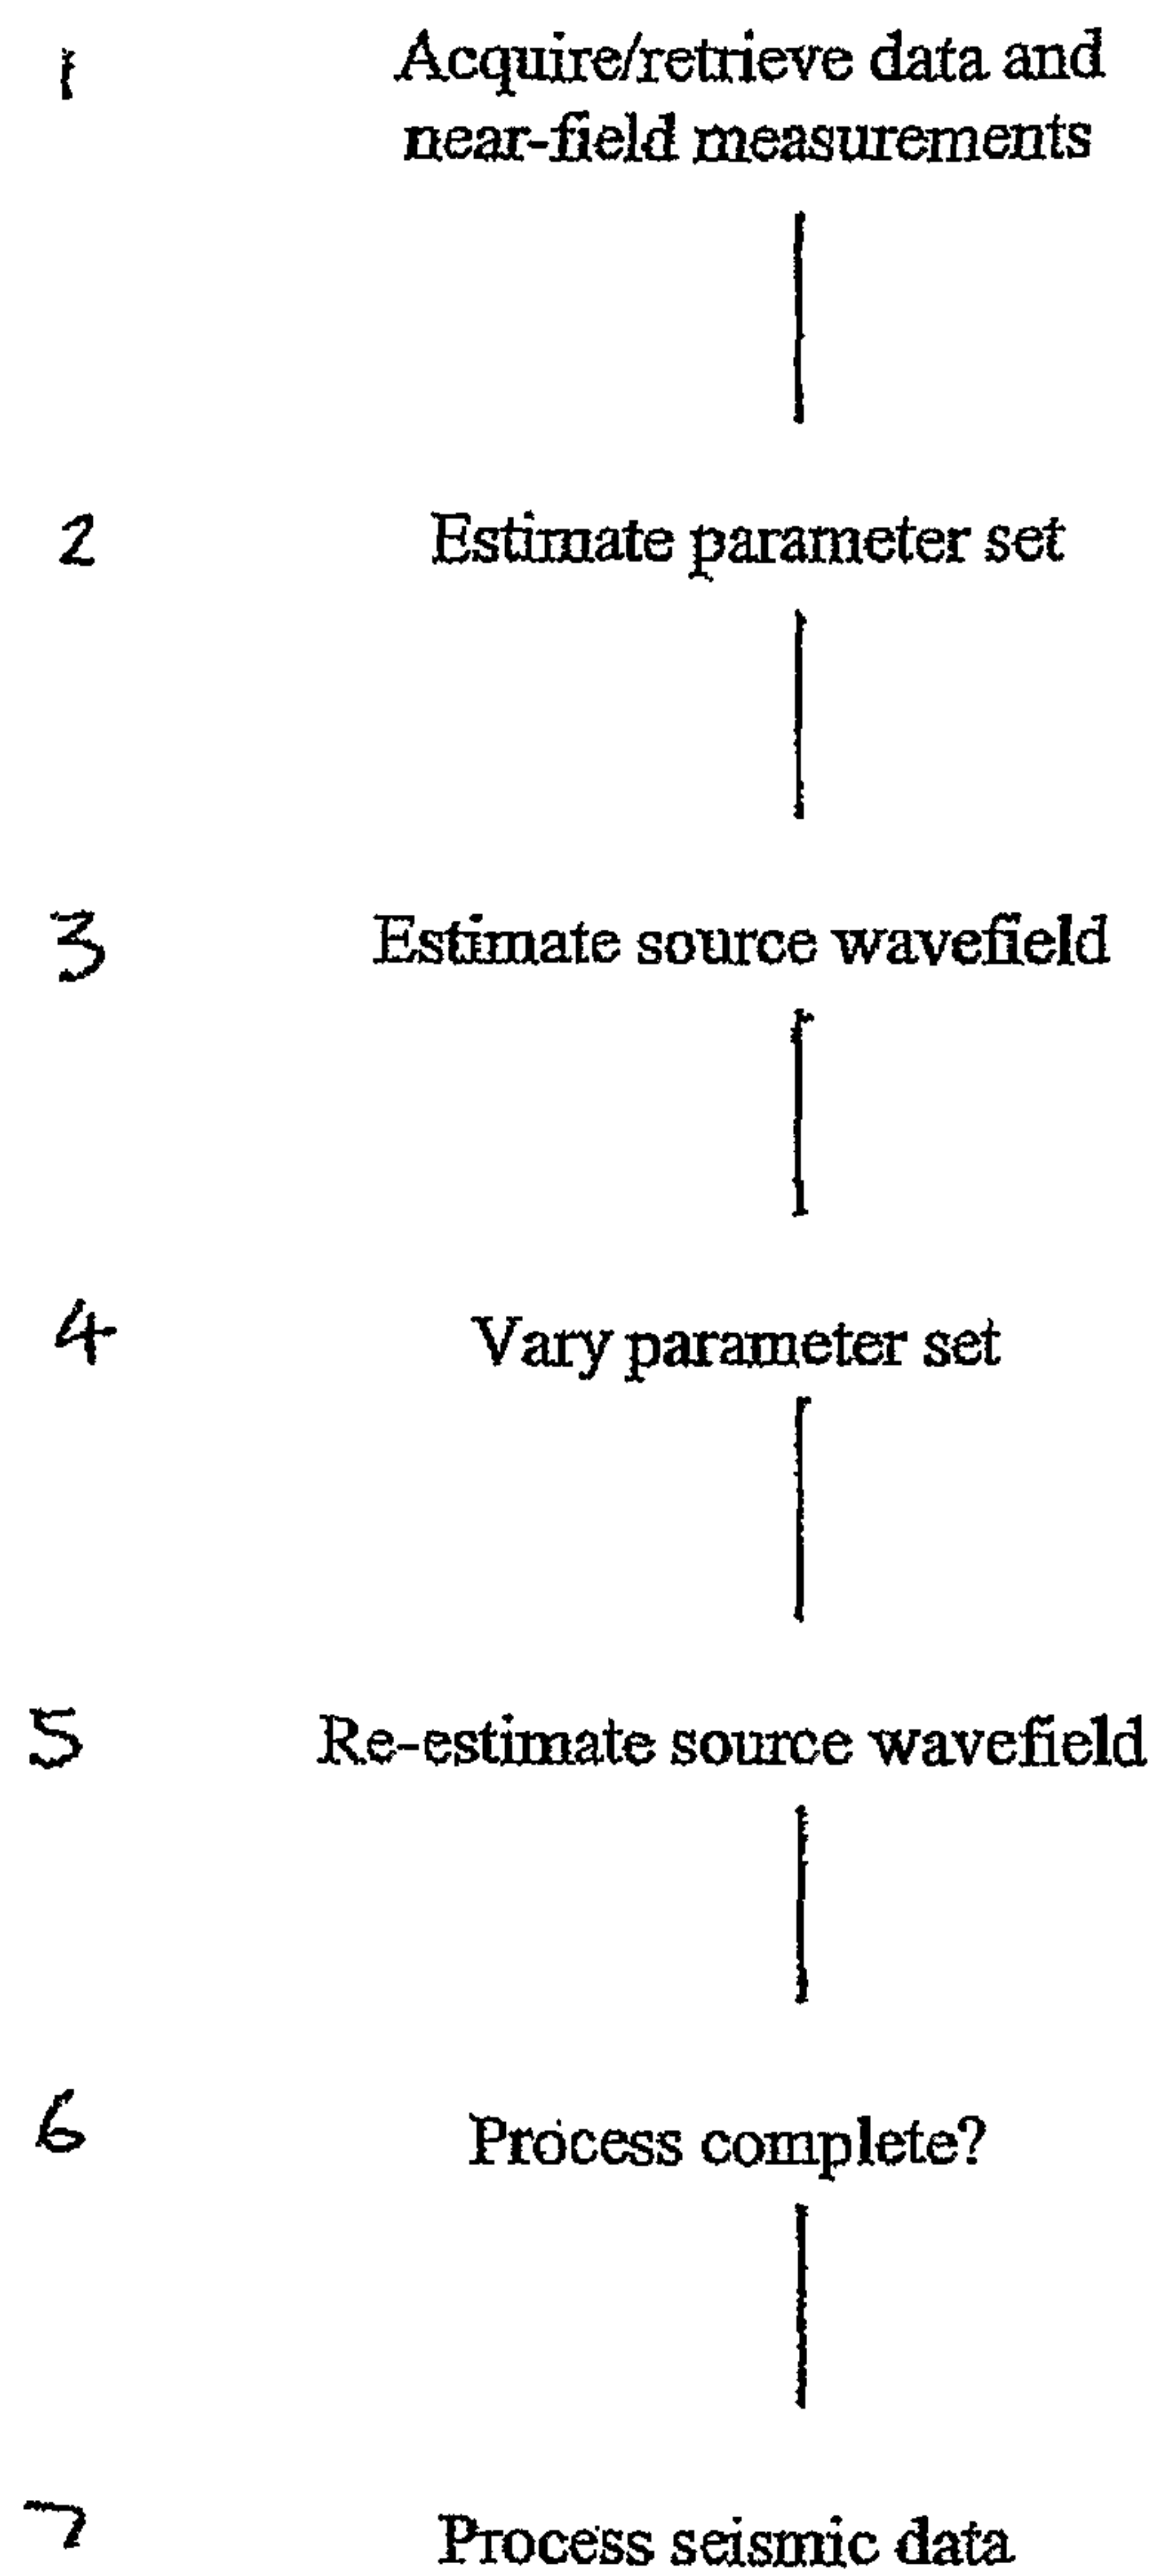 1 Acquire/retrieve data and
near-field measurements
2 Estimate parameter set
3 Estimate source wavefield
4 Vary parameter set
5 Re-estimate source wavefield
6 Process complete?
7 Process seismic data